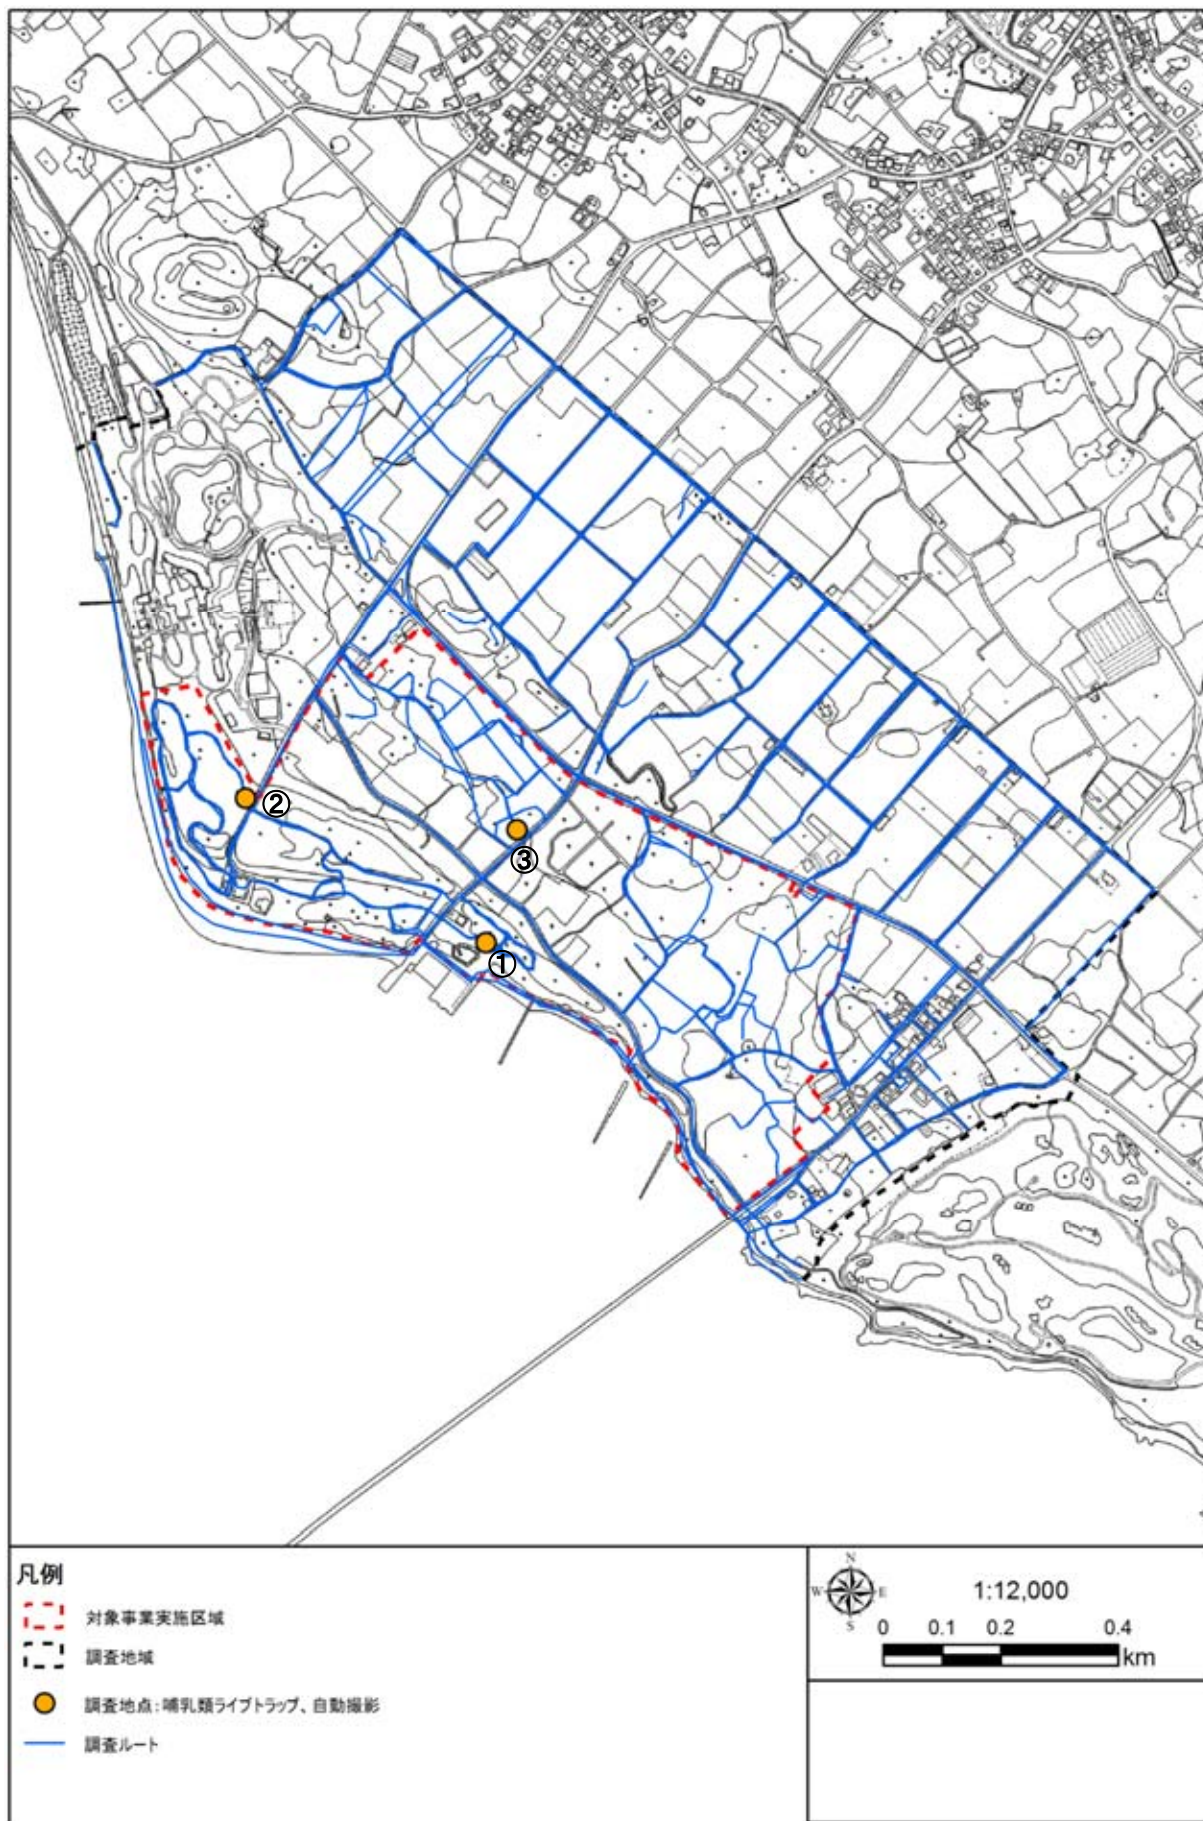 ②
③
①
凡例
対象事業実施区域
調査地域
調査地点:哺乳類ライブトラップ、自動撮影
調査ルート
N
W E
S
1:12,000
0 0.1 0.2 0.4
km